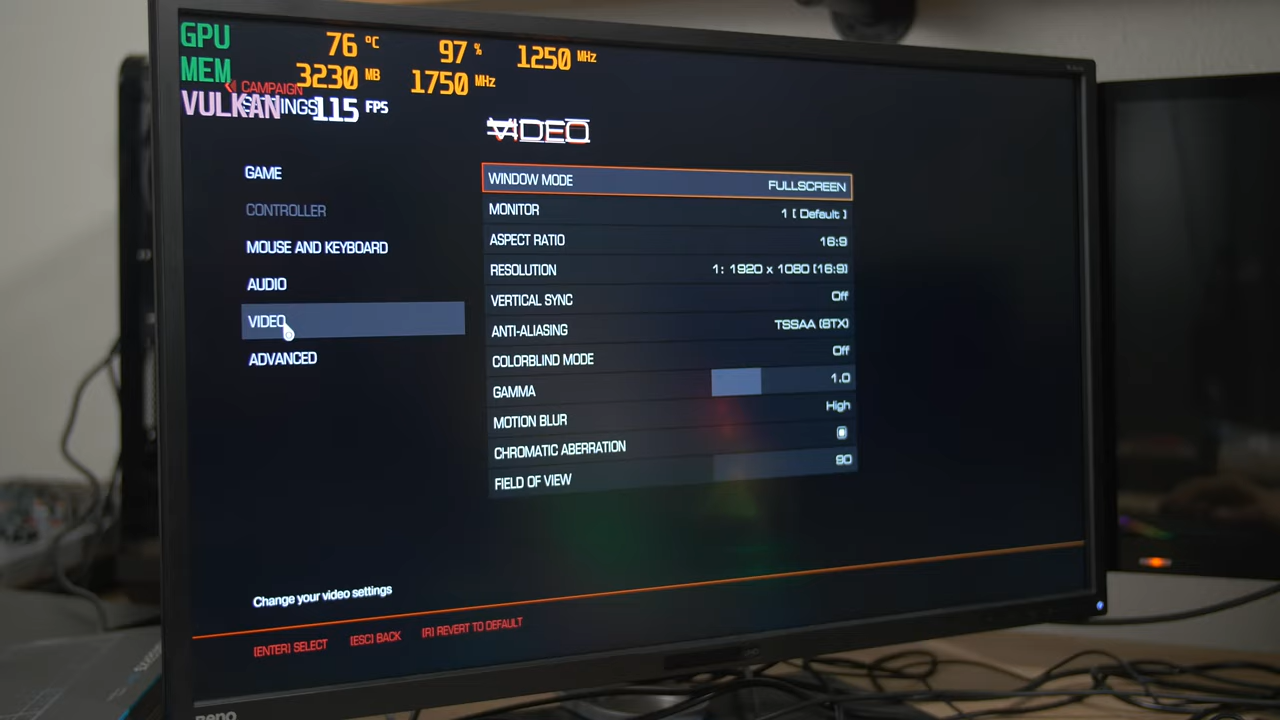 GPU 76 °C 97 % 1250 MHz
MEM 3230 MB 1750 MHz
CAMPAIGN
VULKAN 115 FPS
SETTINGS
VIDEO
GAME
CONTROLLER
MOUSE AND KEYBOARD
AUDIO
VIDEO
ADVANCED
WINDOW MODE FULLSCREEN
MONITOR 1 [ Default ]
ASPECT RATIO 16:9
RESOLUTION 1: 1920 x 1080 [16:9]
VERTICAL SYNC Off
ANTI-ALIASING TSSAA (8TX)
COLORBLIND MODE Off
GAMMA 1.0
MOTION BLUR High
CHROMATIC ABERRATION
FIELD OF VIEW 90
Change your video settings
[ENTER] SELECT [ESC] BACK [R] REVERT TO DEFAULT
BenQ